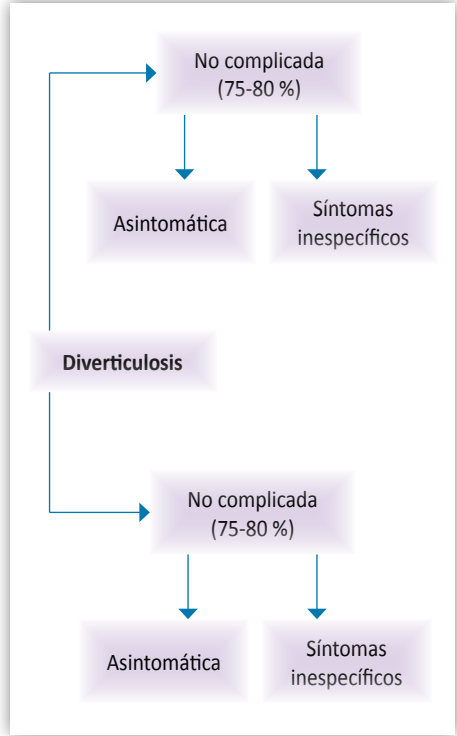 No complicada
(75-80 %)
Asintomática
Síntomas
inespecíficos
Diverticulosis
No complicada
(75-80 %)
Asintomática
Síntomas
inespecíficos